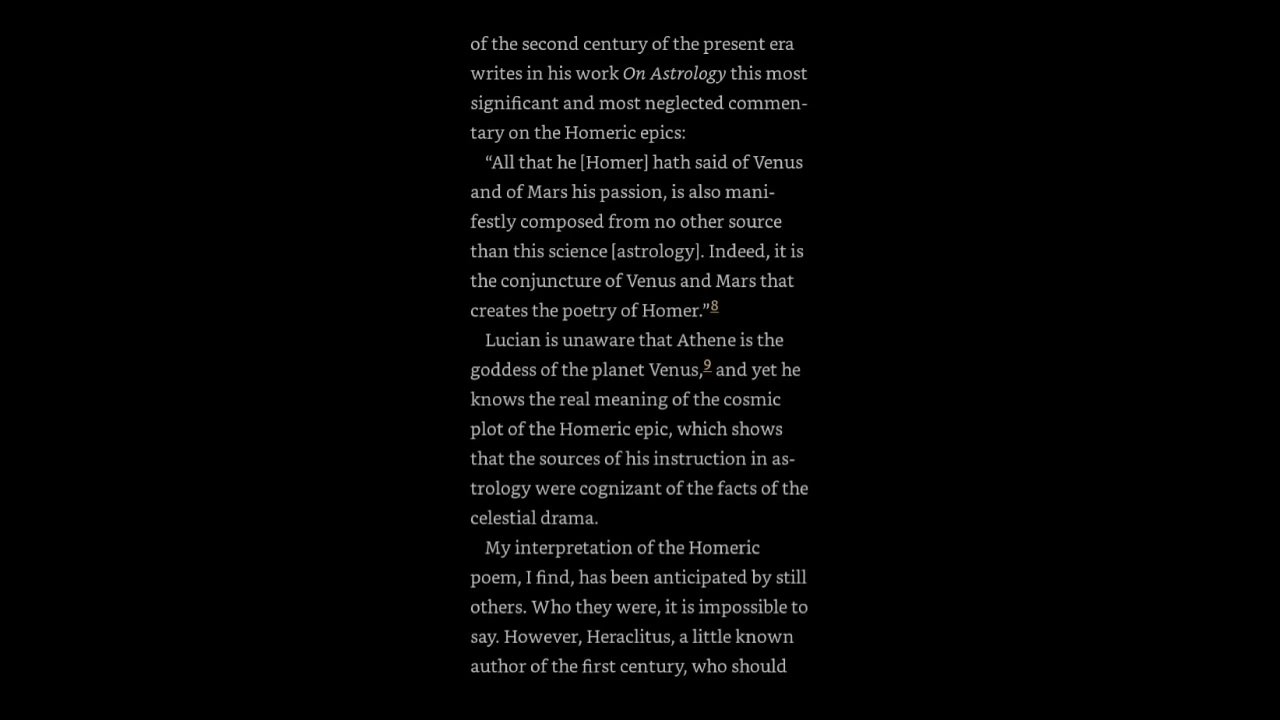 of the second century of the present era
writes in his work On Astrology this most
significant and most neglected commen-
tary on the Homeric epics:
“All that he [Homer] hath said of Venus
and of Mars his passion, is also mani-
festly composed from no other source
than this science [astrology]. Indeed, it is
the conjuncture of Venus and Mars that
creates the poetry of Homer.”8
Lucian is unaware that Athene is the
goddess of the planet Venus,9 and yet he
knows the real meaning of the cosmic
plot of the Homeric epic, which shows
that the sources of his instruction in as-
trology were cognizant of the facts of the
celestial drama.
My interpretation of the Homeric
poem, I find, has been anticipated by still
others. Who they were, it is impossible to
say. However, Heraclitus, a little known
author of the first century, who should